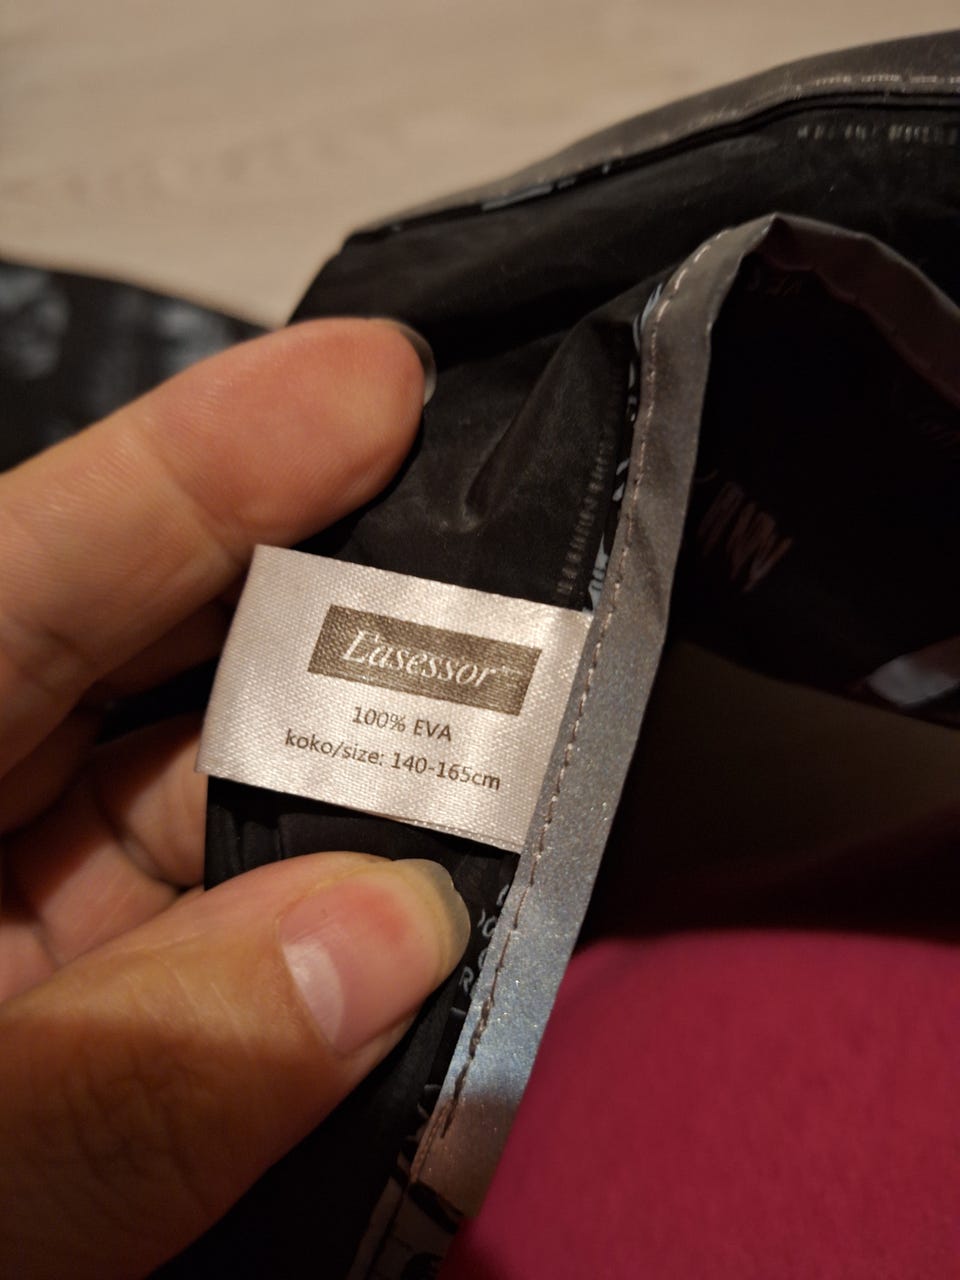 Lasessor
100% EVA
koko/size: 140-165cm